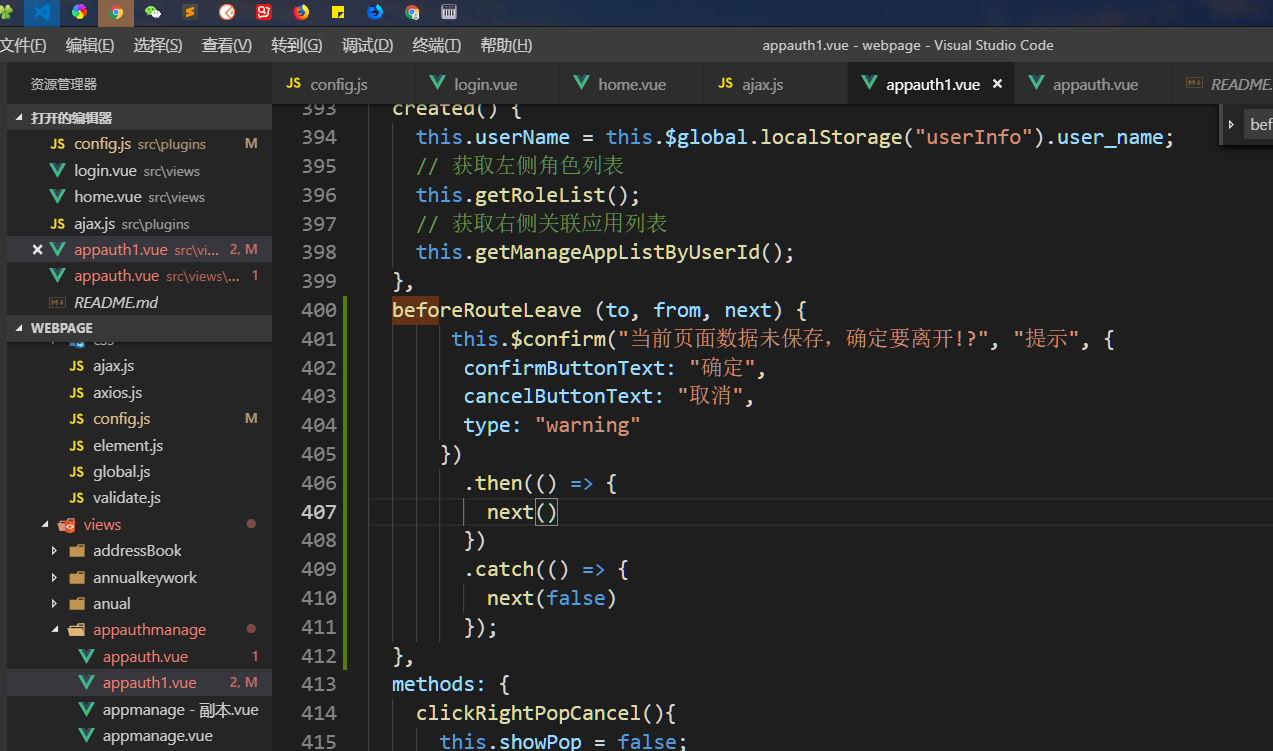 文件(F) 编辑(E) 选择(S) 查看(V) 转到(G) 调试(D) 终端(T) 帮助(H) appauth1.vue - webpage - Visual Studio Code
资源管理器 JS config.js login.vue home.vue JS ajax.js appauth1.vue × appauth.vue README.
打开的编辑器
JS config.js src\plugins M
login.vue src\views
home.vue src\views
JS ajax.js src\plugins
× appauth1.vue src\vi... 2, M
appauth.vue src\views\... 1
README.md
WEBPAGE
css
JS ajax.js
JS axios.js
JS config.js M
JS element.js
JS global.js
JS validate.js
views
addressBook
annualkeywork
anual
appauthmanage
appauth.vue 1
appauth1.vue 2, M
appmanage - 副本.vue
appmanage.vue
bef
393 created() {
394 this.userName = this.$global.localStorage("userInfo").user_name;
395 // 获取左侧角色列表
396 this.getRoleList();
397 // 获取右侧关联应用列表
398 this.getManageAppListByUserId();
399 },
400 beforeRouteLeave (to, from, next) {
401 this.$confirm("当前页面数据未保存，确定要离开!?", "提示", {
402 confirmButtonText: "确定",
403 cancelButtonText: "取消",
404 type: "warning"
405 })
406 .then(() => {
407 next()
408 })
409 .catch(() => {
410 next(false)
411 });
412 },
413 methods: {
414 clickRightPopCancel(){
415 this.showPop = false;